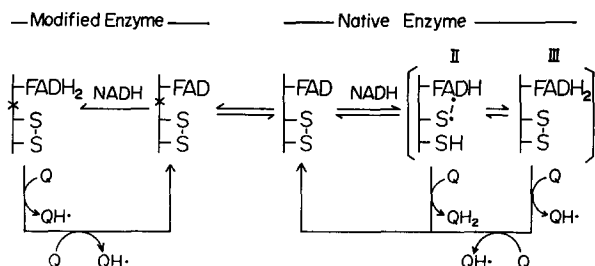 Modified Enzyme
Native Enzyme
II
III
FADH₂
NADH
FAD
FAD
NADH
FADH
FADH₂
S
S
S
S
S
S
S
SH
S
S
Q
QH·
Q
QH₂
Q
QH·
Q
QH·
QH·
Q